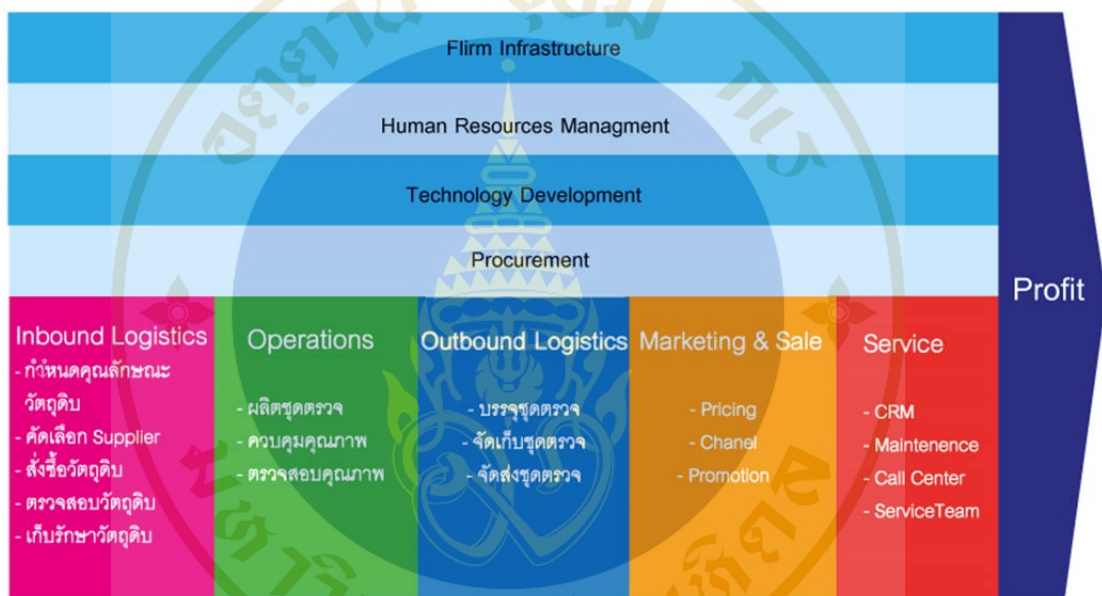 Flirm Infrastructure
Human Resources Managment
Technology Development
Procurement
Profit
Inbound Logistics
- กำหนดคุณลักษณะ
วัตถุดิบ
- คัดเลือก Supplier
- สั่งซื้อวัตถุดิบ
- ตรวจสอบวัตถุดิบ
- เก็บรักษาวัตถุดิบ
Operations
- ผลิตชุดตรวจ
- ควบคุมคุณภาพ
- ตรวจสอบคุณภาพ
Outbound Logistics
- บรรจุชุดตรวจ
- จัดเก็บชุดตรวจ
- จัดส่งชุดตรวจ
Marketing & Sale
- Pricing
- Chanel
- Promotion
Service
- CRM
- Maintenence
- Call Center
- ServiceTeam